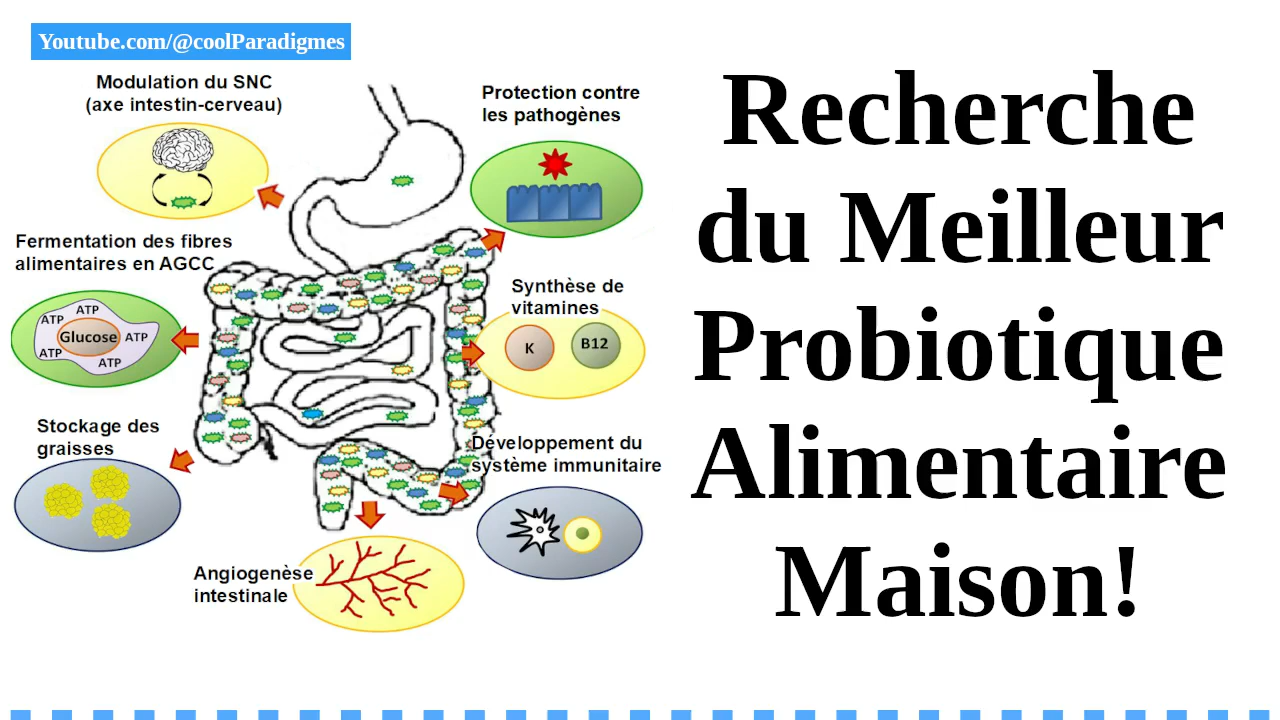 Youtube.com/@coolParadigmes
Modulation du SNC
(axe intestin-cerveau)
Protection contre
les pathogènes
Fermentation des fibres
alimentaires en AGCC
ATP
ATP
Glucose
ATP
ATP
ATP
Synthèse de
vitamines
K
B12
Stockage des
graisses
Développement du
système immunitaire
Angiogenèse
intestinale
Recherche
du Meilleur
Probiotique
Alimentaire
Maison!